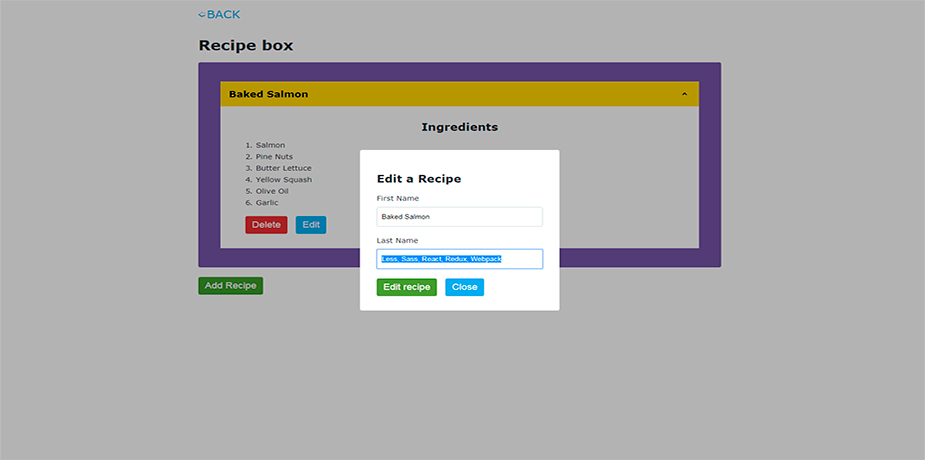 BACK
Recipe box
Baked Salmon
Ingredients
1. Salmon
2. Pine Nuts
3. Butter Lettuce
4. Yellow Squash
5. Olive Oil
6. Garlic
Delete Edit
Add Recipe
Edit a Recipe
First Name
Baked Salmon
Last Name
Less, Sass, React, Redux, Webpack
Edit recipe Close